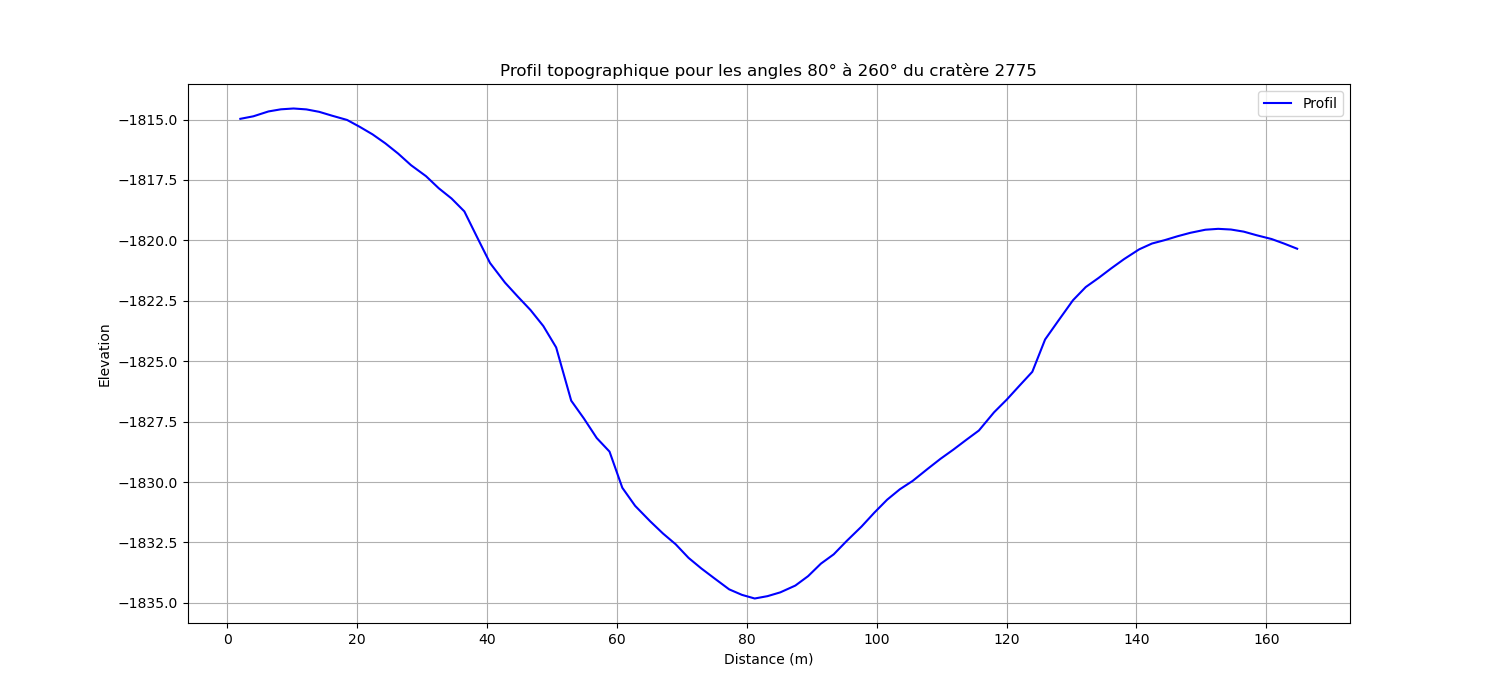 Profil topographique pour les angles 80° à 260° du cratère 2775
Profil
−1815.0
−1817.5
−1820.0
−1822.5
−1825.0
−1827.5
−1830.0
−1832.5
−1835.0
Elevation
0 20 40 60 80 100 120 140 160
Distance (m)